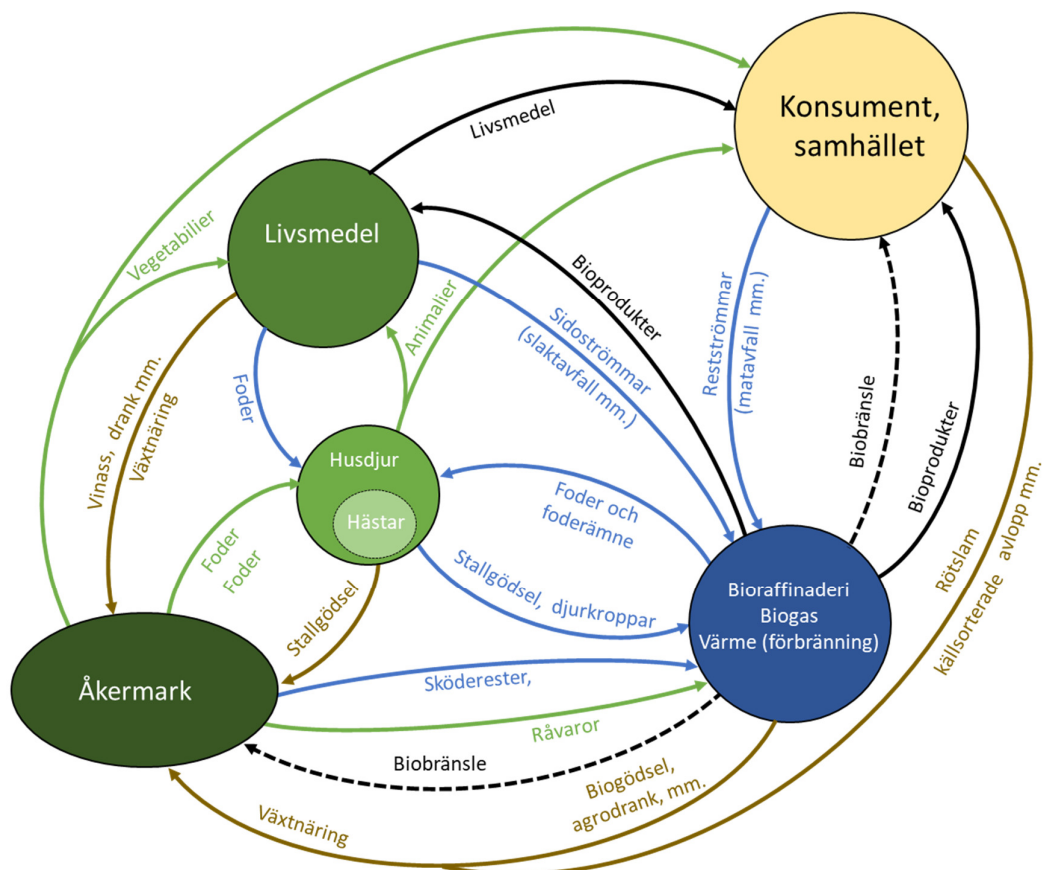 Konsument,
samhället
Livsmedel
Livsmedel
Vegetabilier
Bioprodukter
Animalier
Sidoströmmar
(slaktavfall mm.)
Restströmmar
(matavfall mm.)
Foder
Vinass, drank mm.
Växtnäring
Biobränsle
Bioprodukter
Husdjur
Hästar
Foder och
foderämne
Foder
Foder
Stallgödsel, djurkroppar
Stallgödsel
Bioraffinaderi
Biogas
Värme (förbränning)
Rötslam
källsorterade avlopp mm.
Åkermark
Sköderester,
Råvaror
Biobränsle
Biogödsel,
agrodrank, mm.
Växtnäring